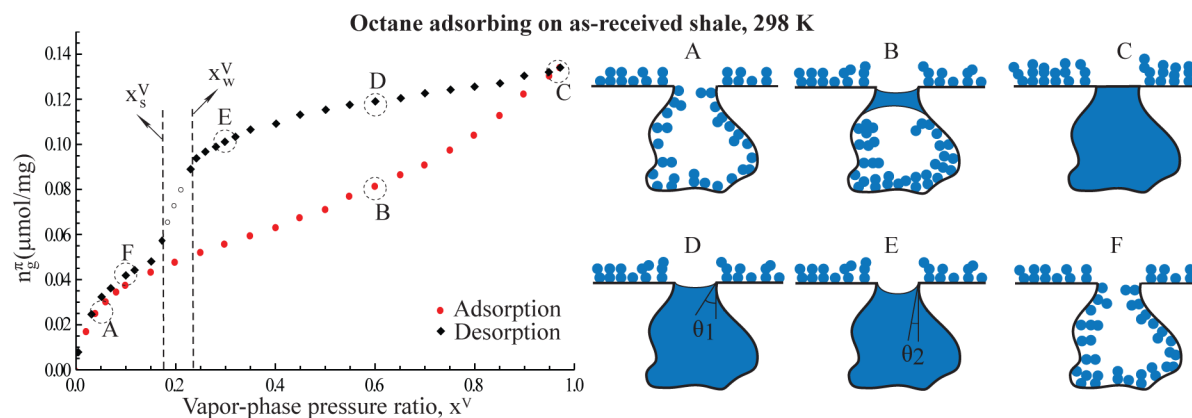 Octane adsorbing on as-received shale, 298 K
x_s^V
x_w^V
0.14
0.12
0.10
0.08
0.06
0.04
0.02
0.00
n_g^π(μmol/mg)
D
C
E
B
F
A
Adsorption
Desorption
0.0 0.2 0.4 0.6 0.8 1.0
Vapor-phase pressure ratio, x^V
A B C
D E F
θ1
θ2